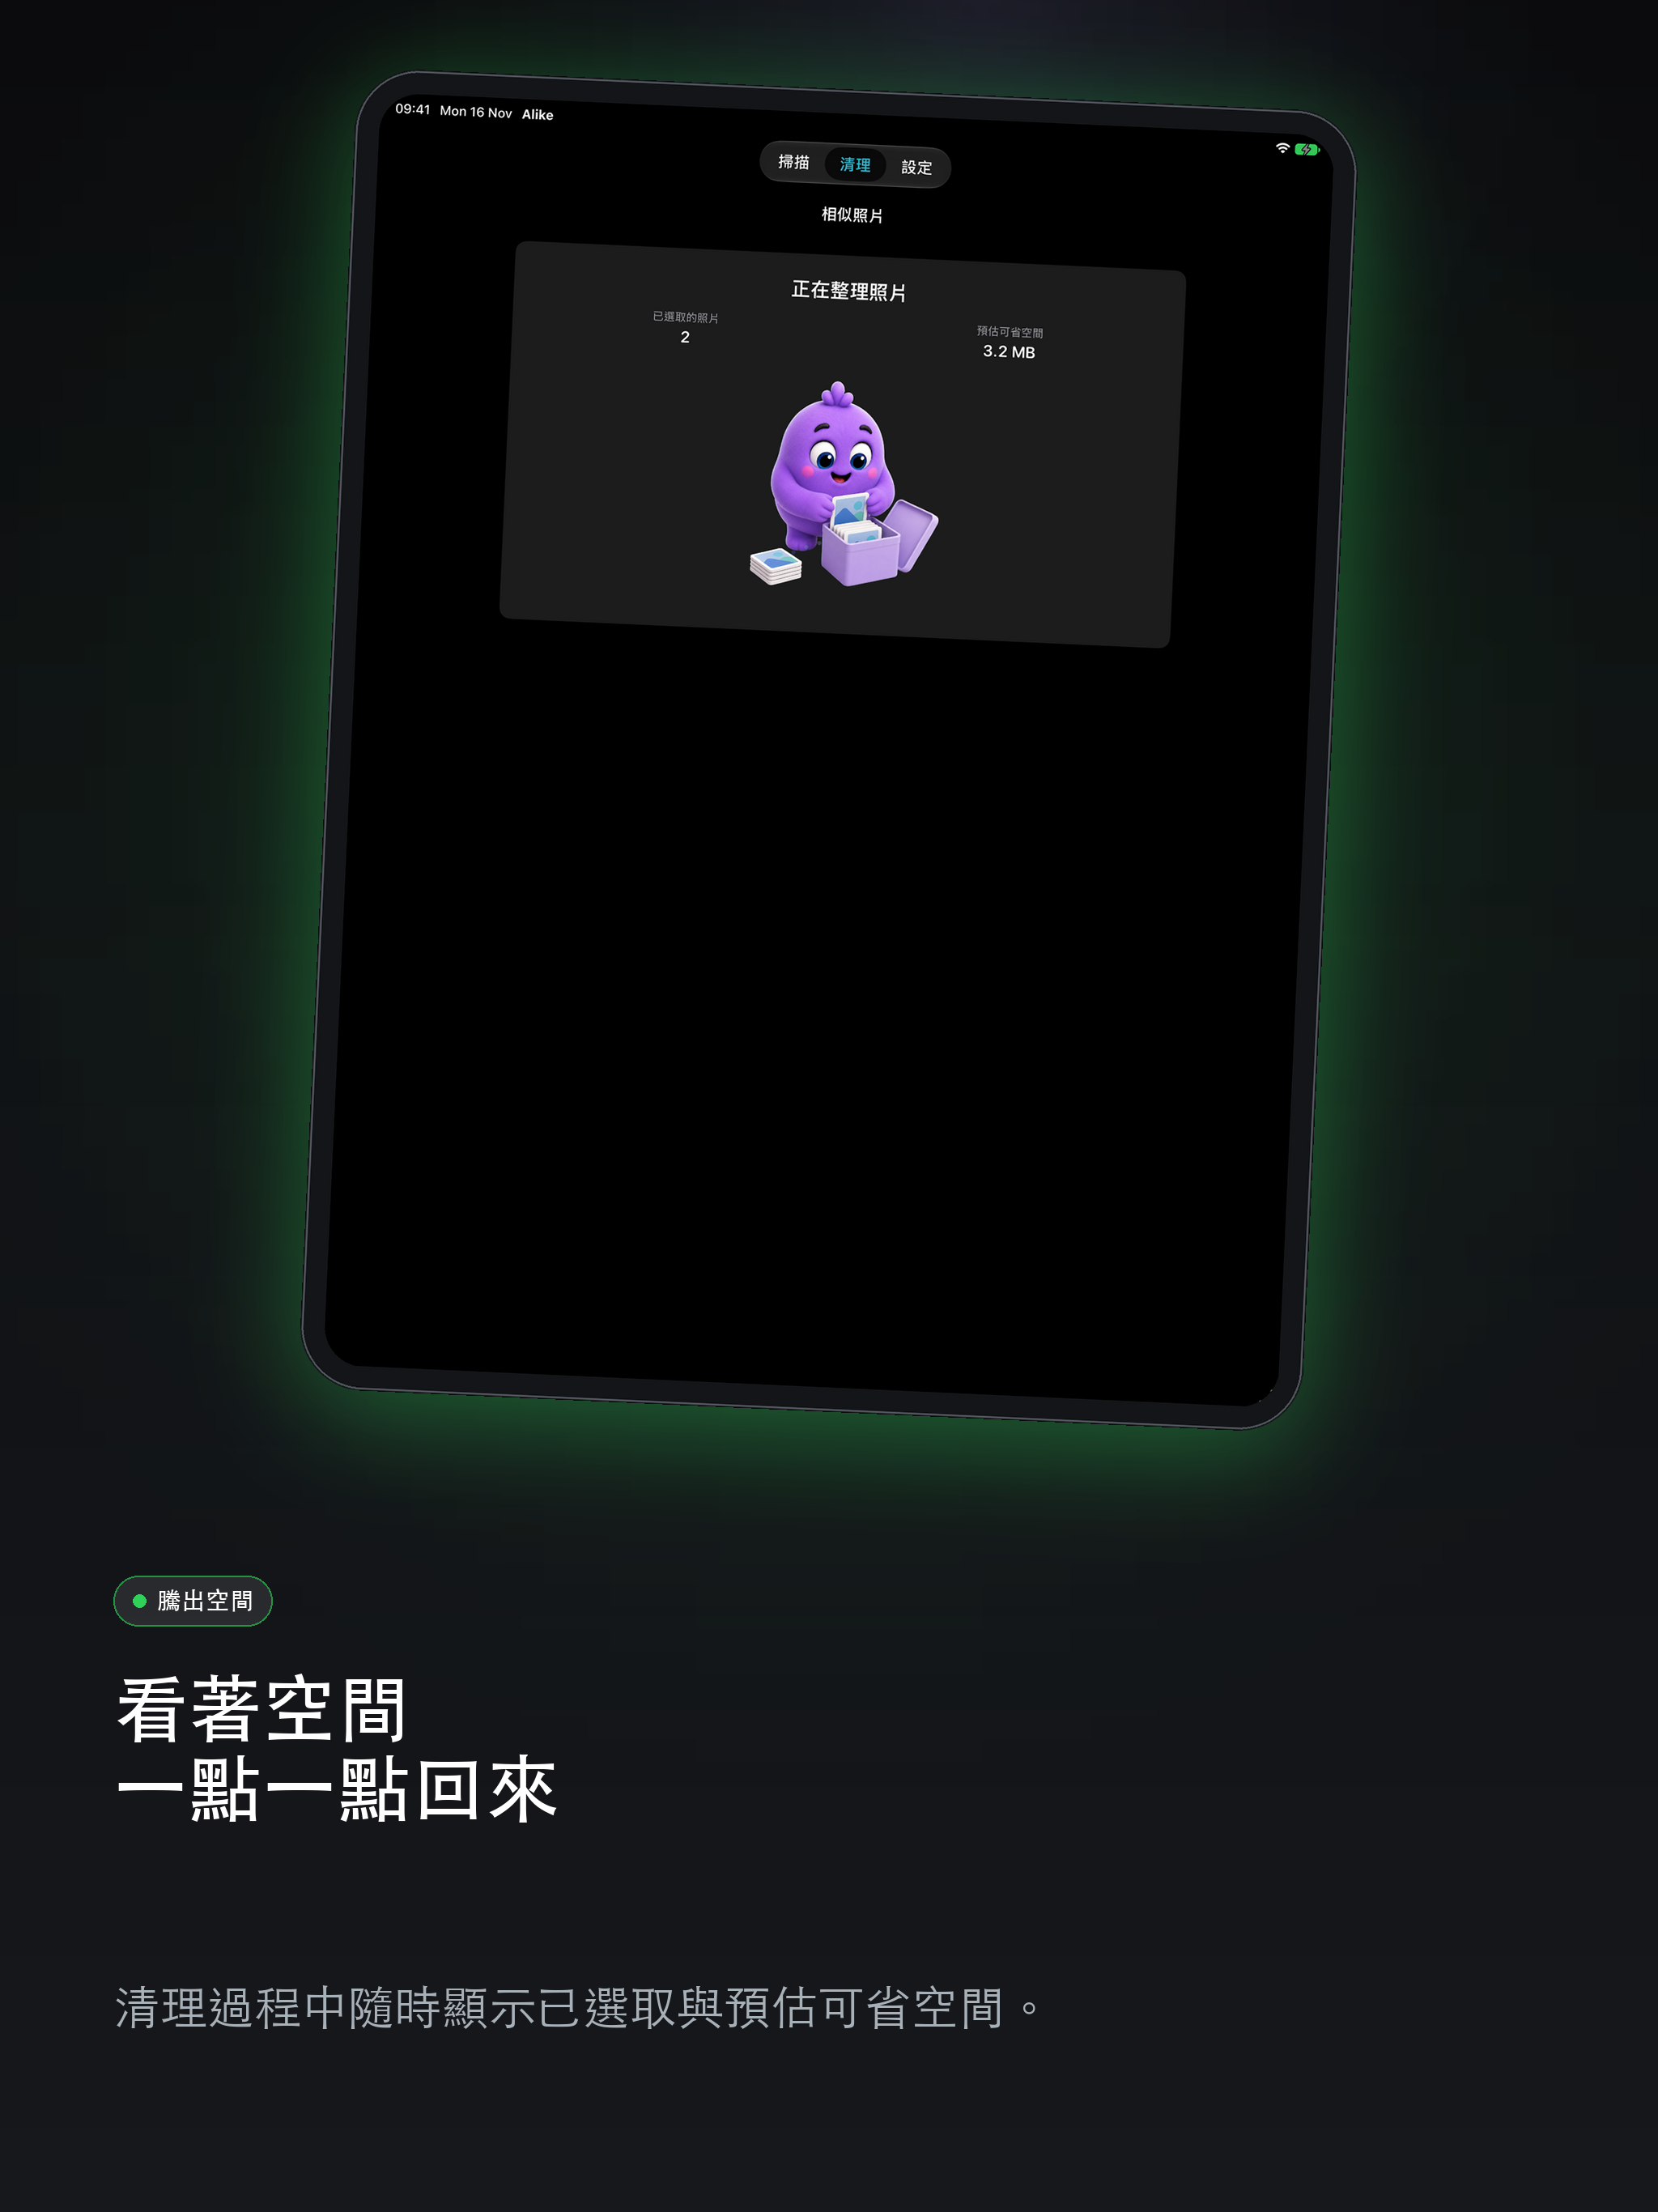 09:41 Mon 16 Nov Alike
掃描 清理 設定
相似照片
正在整理照片
已選取的照片 預估可省空間
2 3.2 MB
騰出空間
看著空間
一點一點回來
清理過程中隨時顯示已選取與預估可省空間。